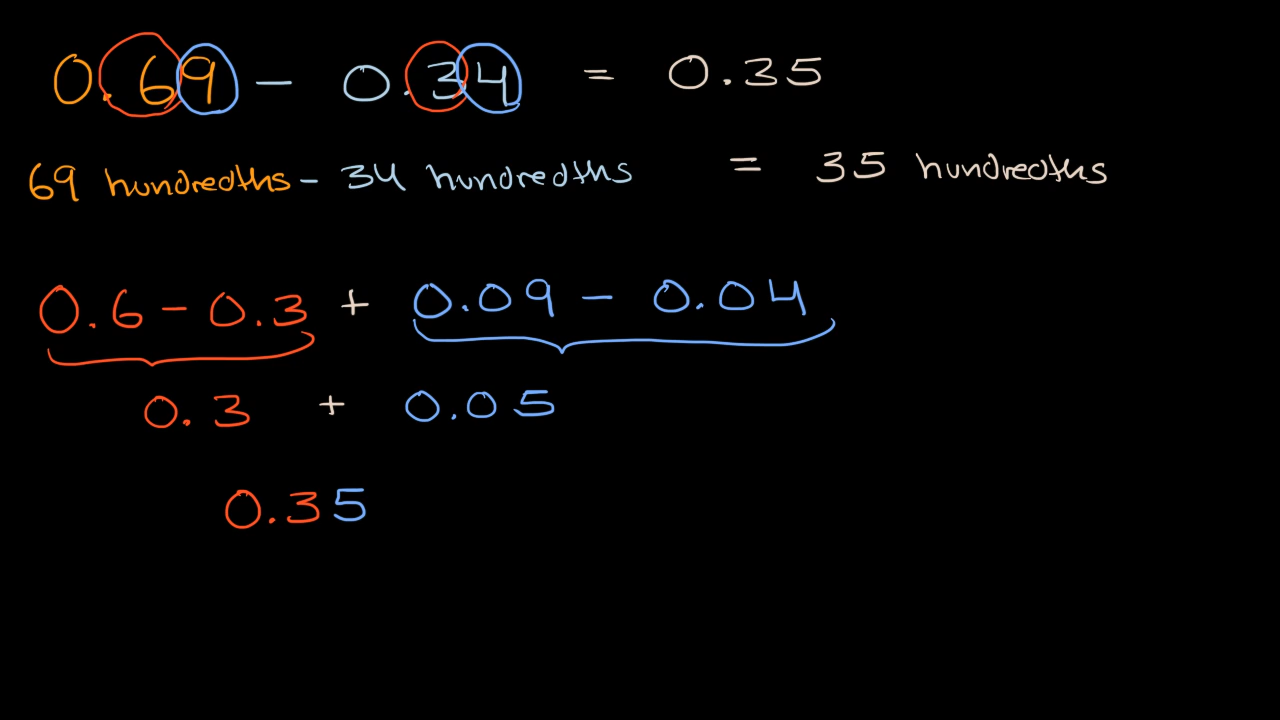 0.69 - 0.34 = 0.35
69 hundredths - 34 hundredths = 35 hundredths
0.6 - 0.3 + 0.09 - 0.04
0.3 + 0.05
0.35